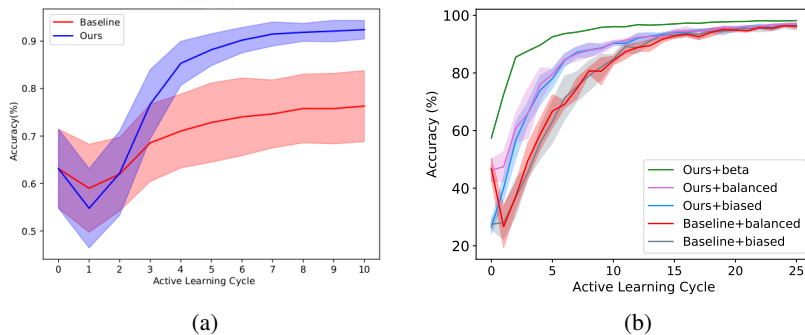 Baseline
Ours
Accuracy(%)
0.9
0.8
0.7
0.6
0.5
0 1 2 3 4 5 6 7 8 9 10
Active Learning Cycle
(a)
Accuracy (%)
100
80
60
40
20
Ours+beta
Ours+balanced
Ours+biased
Baseline+balanced
Baseline+biased
0 5 10 15 20 25
Active Learning Cycle
(b)